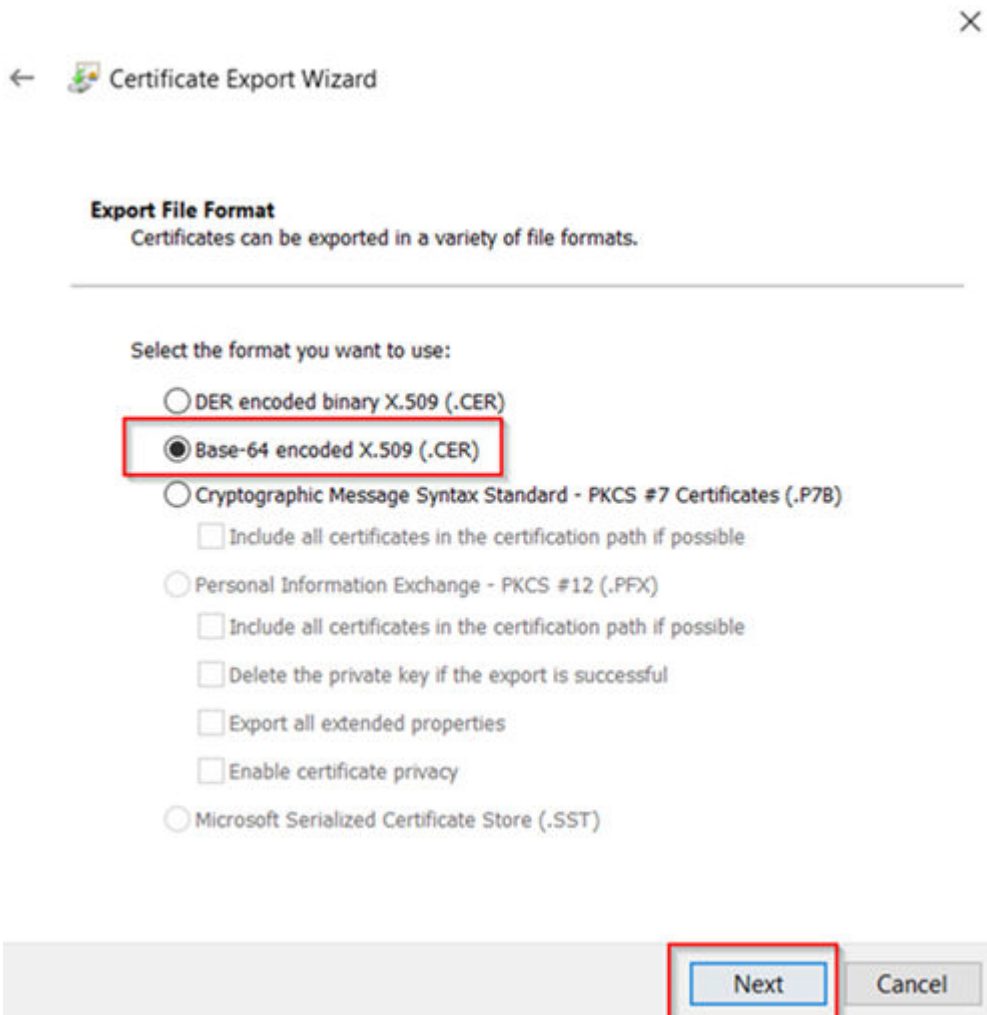 Certificate Export Wizard
Export File Format
Certificates can be exported in a variety of file formats.
Select the format you want to use:
DER encoded binary X.509 (.CER)
Base-64 encoded X.509 (.CER)
Cryptographic Message Syntax Standard - PKCS #7 Certificates (.P7B)
Include all certificates in the certification path if possible
Personal Information Exchange - PKCS #12 (.PFX)
Include all certificates in the certification path if possible
Delete the private key if the export is successful
Export all extended properties
Enable certificate privacy
Microsoft Serialized Certificate Store (.SST)
Next Cancel